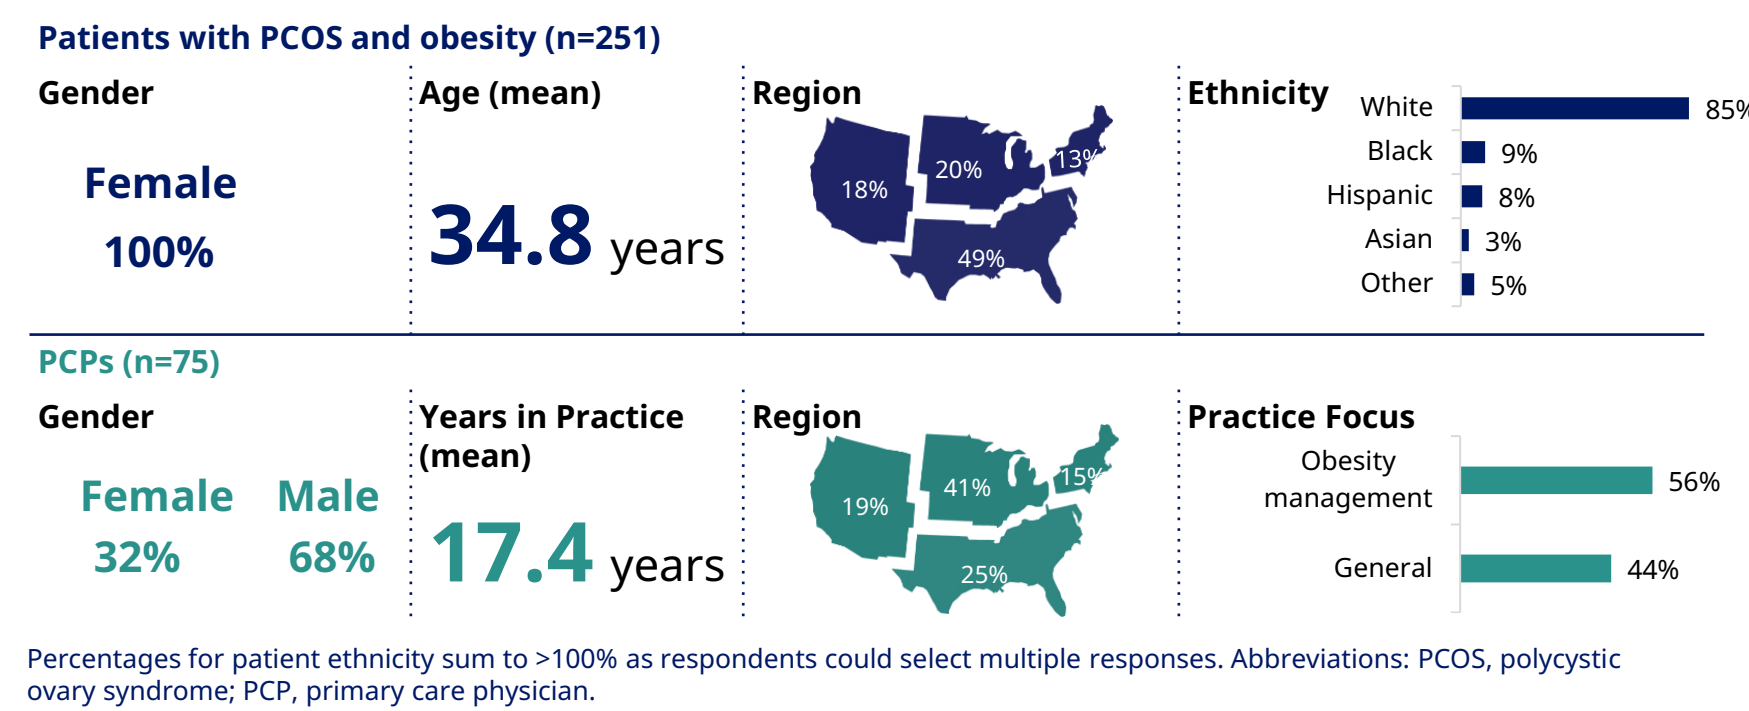 Patients with PCOS and obesity (n=251)
Gender
Female
100%
Age (mean)
34.8 years
Region
18%
20%
13%
49%
Ethnicity
White 85%
Black 9%
Hispanic 8%
Asian 3%
Other 5%
PCPs (n=75)
Gender
Female Male
32% 68%
Years in Practice
(mean)
17.4 years
Region
19%
41%
15%
25%
Practice Focus
Obesity
management 56%
General 44%
Percentages for patient ethnicity sum to >100% as respondents could select multiple responses. Abbreviations: PCOS, polycystic
ovary syndrome; PCP, primary care physician.